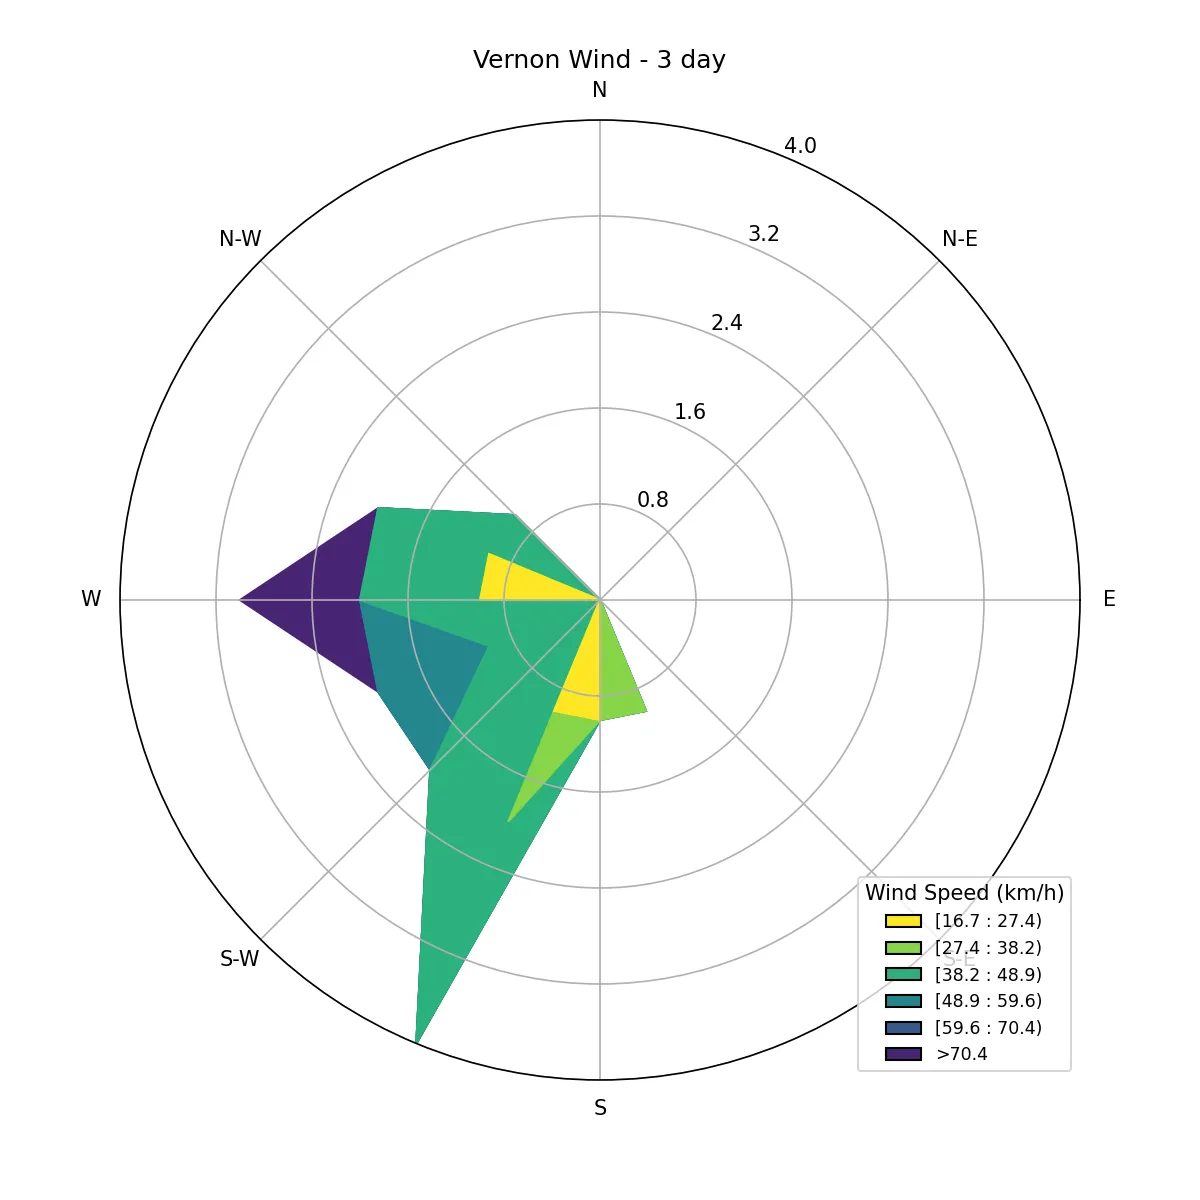 Vernon Wind - 3 day
N
4.0
N-W
3.2
N-E
2.4
1.6
0.8
W
E
Wind Speed (km/h)
[16.7 : 27.4)
[27.4 : 38.2)
S-W
S-E
[38.2 : 48.9)
[48.9 : 59.6)
[59.6 : 70.4)
>70.4
S